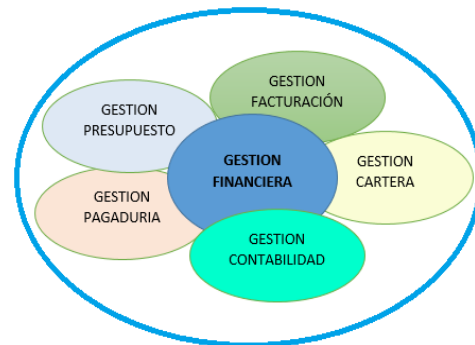 GESTION
FACTURACIÓN
GESTION
PRESUPUESTO
GESTION
FINANCIERA
GESTION
CARTERA
GESTION
PAGADURIA
GESTION
CONTABILIDAD